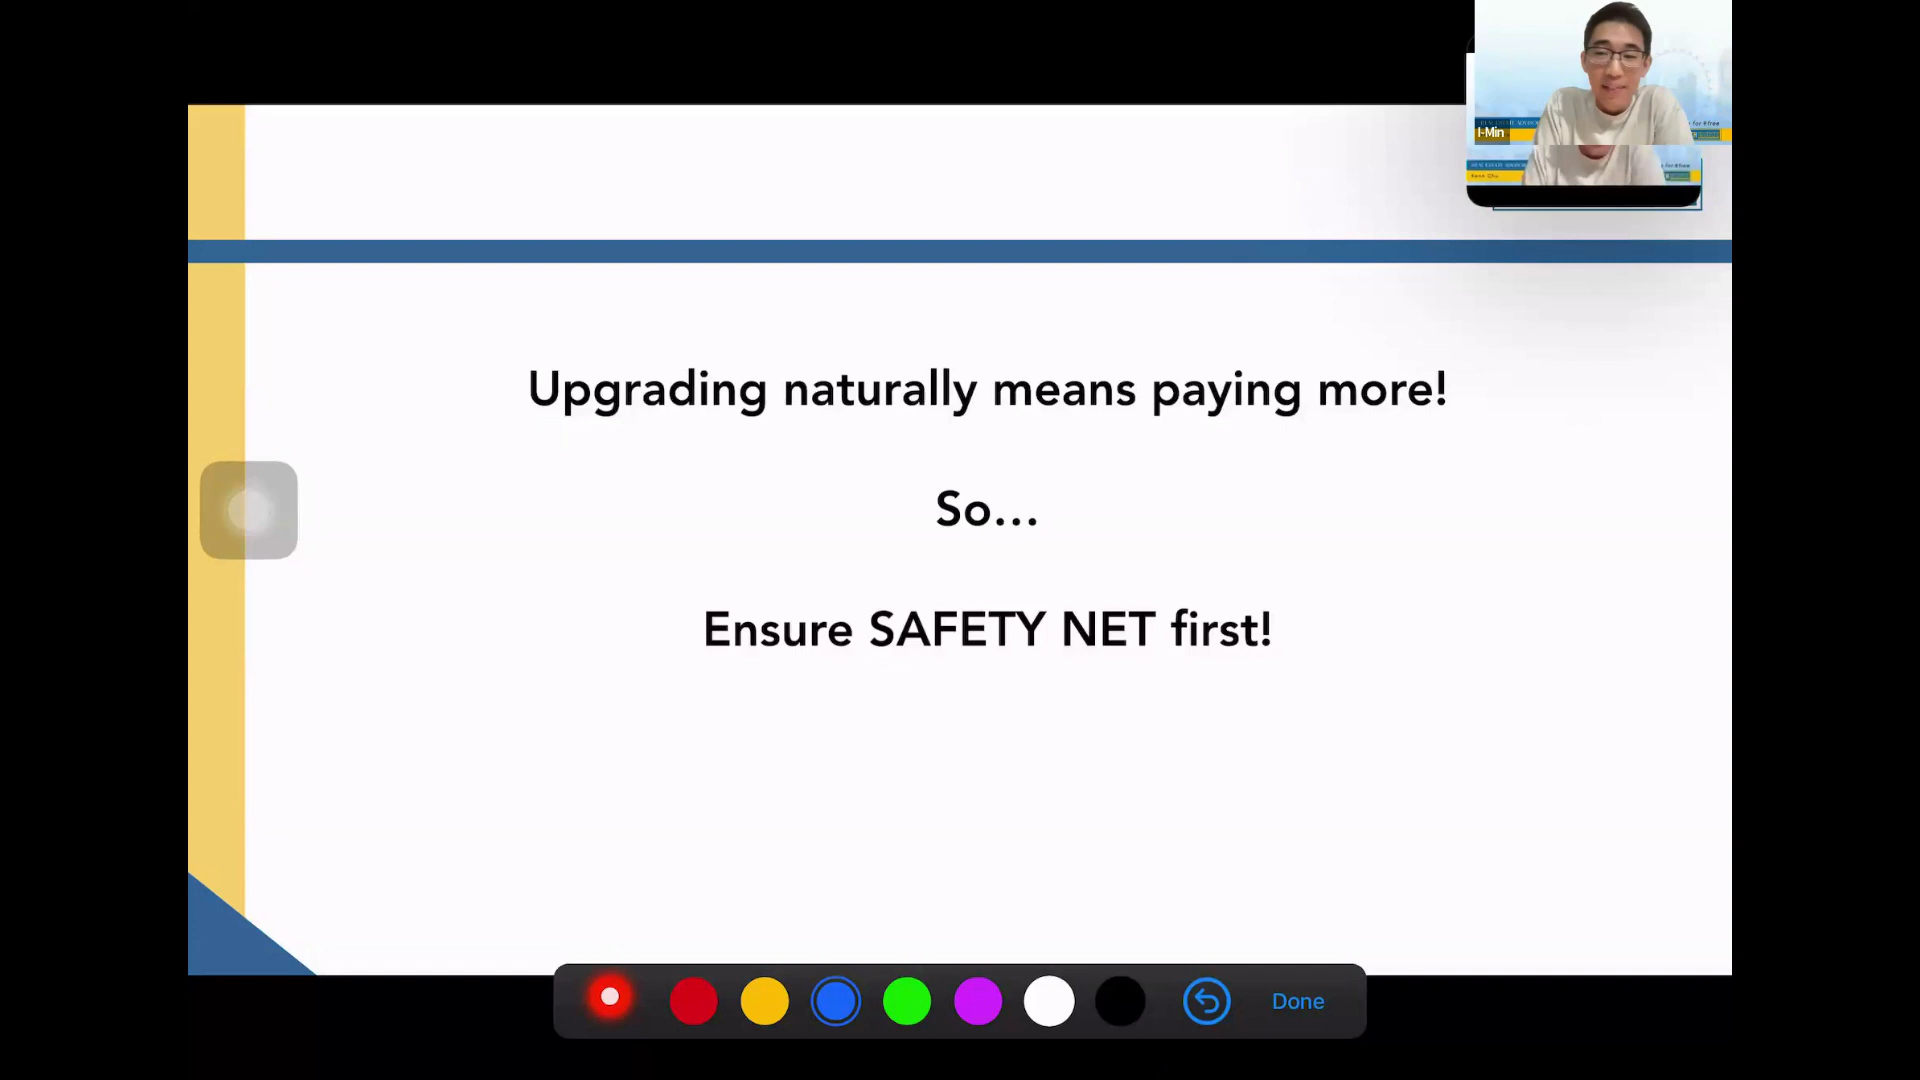 I-Min
Upgrading naturally means paying more!
So...
Ensure SAFETY NET first!
Done